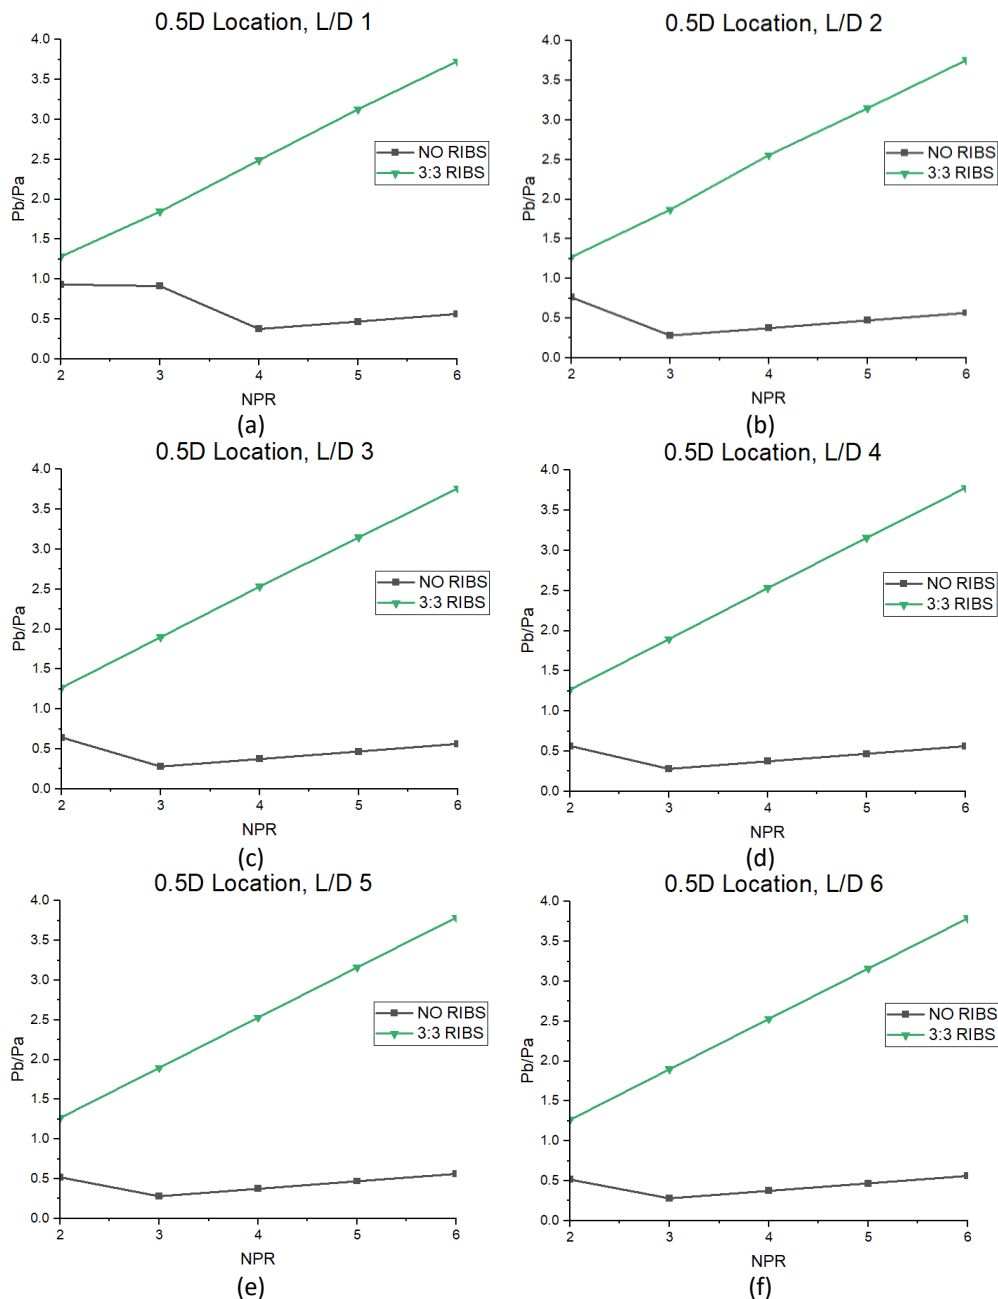 0.5D Location, L/D 1
4.0
3.5
3.0
2.5
2.0
1.5
1.0
0.5
0.0
Pb/Pa
NO RIBS
3:3 RIBS
2 3 4 5 6
NPR
(a)
0.5D Location, L/D 2
4.0
3.5
3.0
2.5
2.0
1.5
1.0
0.5
0.0
Pb/Pa
NO RIBS
3:3 RIBS
2 3 4 5 6
NPR
(b)
0.5D Location, L/D 3
4.0
3.5
3.0
2.5
2.0
1.5
1.0
0.5
0.0
Pb/Pa
NO RIBS
3:3 RIBS
2 3 4 5 6
NPR
(c)
0.5D Location, L/D 4
4.0
3.5
3.0
2.5
2.0
1.5
1.0
0.5
0.0
Pb/Pa
NO RIBS
3:3 RIBS
2 3 4 5 6
NPR
(d)
0.5D Location, L/D 5
4.0
3.5
3.0
2.5
2.0
1.5
1.0
0.5
0.0
Pb/Pa
NO RIBS
3:3 RIBS
2 3 4 5 6
NPR
(e)
0.5D Location, L/D 6
4.0
3.5
3.0
2.5
2.0
1.5
1.0
0.5
0.0
Pb/Pa
NO RIBS
3:3 RIBS
2 3 4 5 6
NPR
(f)